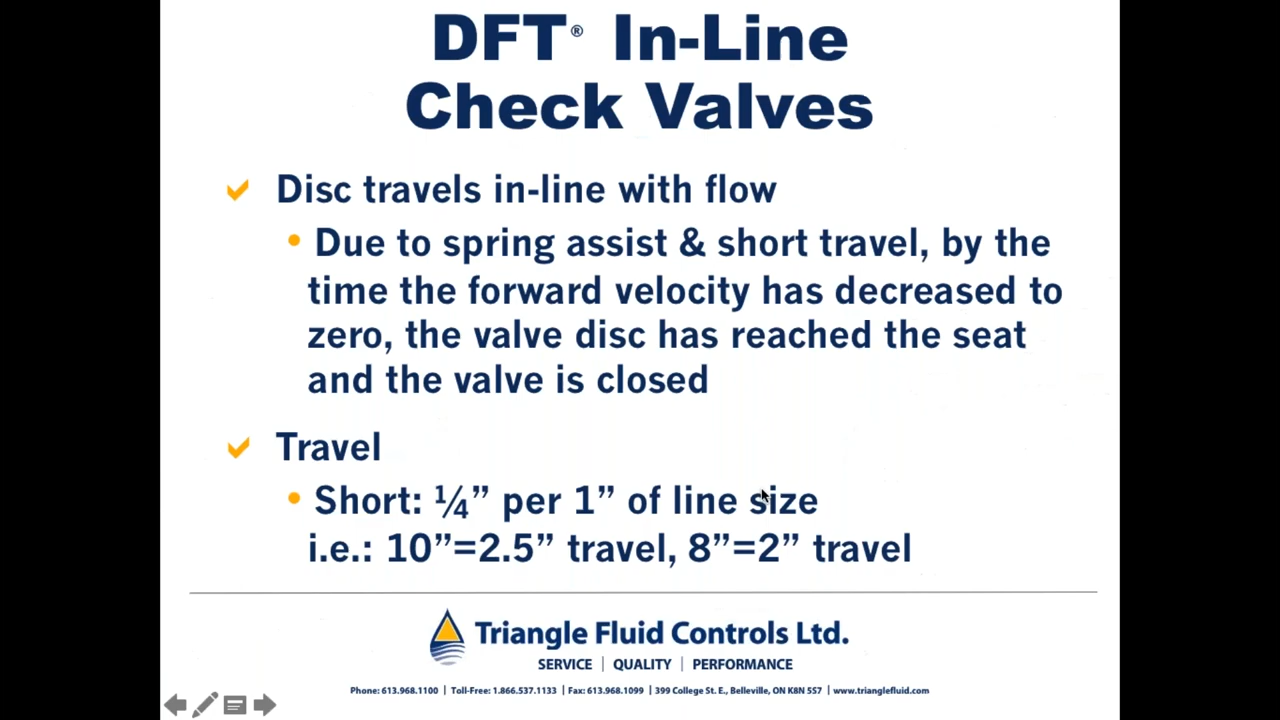 DFT® In-Line
Check Valves
Disc travels in-line with flow
• Due to spring assist & short travel, by the
time the forward velocity has decreased to
zero, the valve disc has reached the seat
and the valve is closed
Travel
• Short: ¼” per 1” of line size
i.e.: 10”=2.5” travel, 8”=2” travel
Triangle Fluid Controls Ltd.
SERVICE | QUALITY | PERFORMANCE
Phone: 613.968.1100 | Toll-Free: 1.866.537.1133 | Fax: 613.968.1099 | 399 College St. E., Belleville, ON K8N 5S7 | www.trianglefluid.com